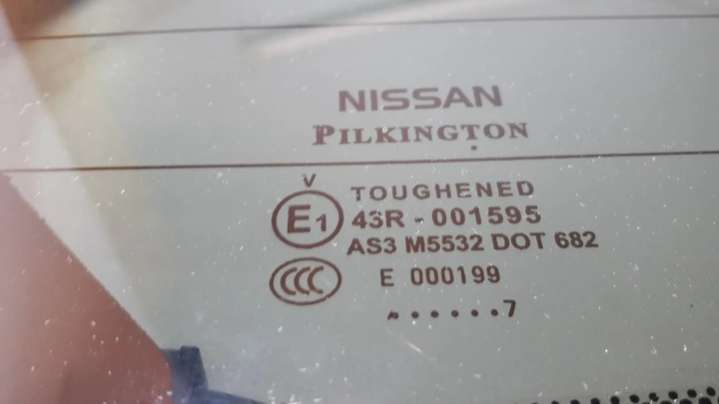 NISSAN
PILKINGTON
V
TOUGHENED
E1 43R - 001595
AS3 M5532 DOT 682
CCC E 000199
. . . . . . . 7